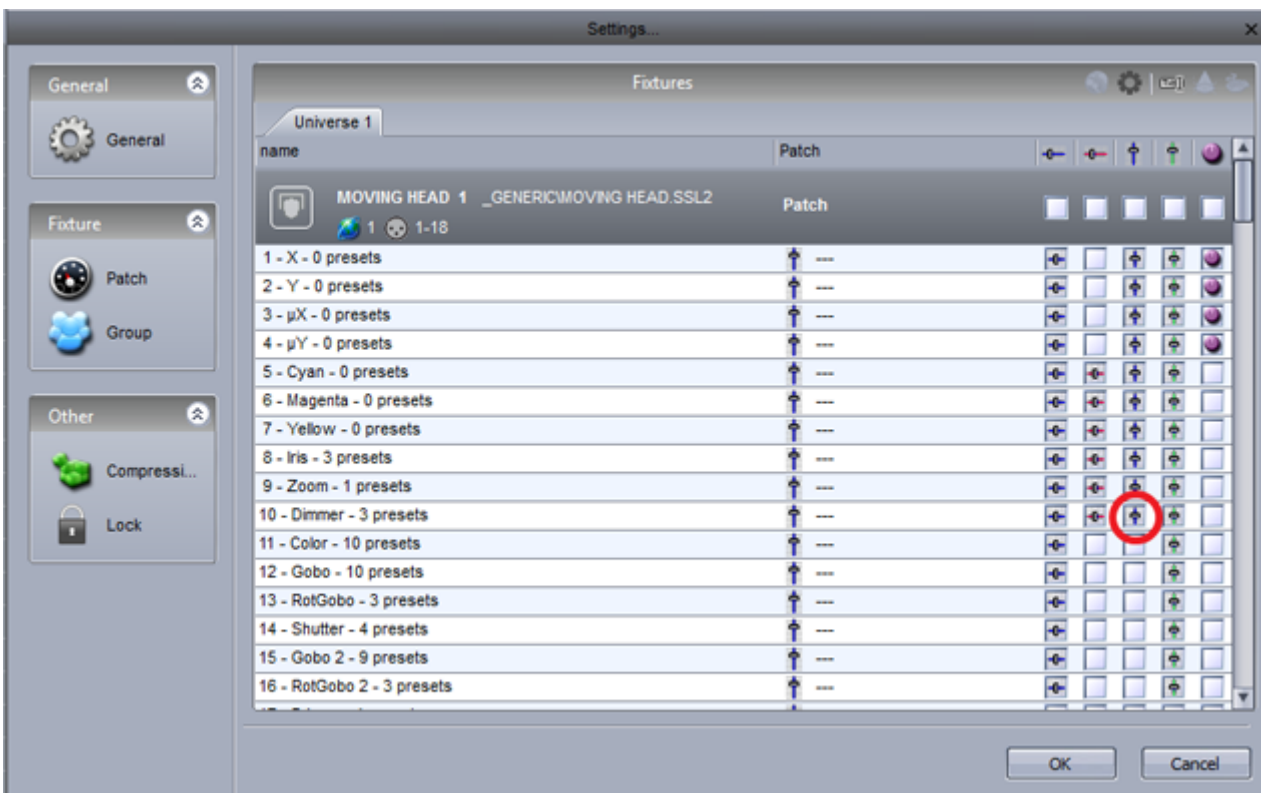 Settings...
General
General
Fixture
Patch
Group
Other
Compressi...
Lock
Fixtures
Universe 1
name Patch
MOVING HEAD 1 _GENERIC\MOVING HEAD.SSL2 Patch
1 1-18
1 - X - 0 presets ---
2 - Y - 0 presets ---
3 - µX - 0 presets ---
4 - µY - 0 presets ---
5 - Cyan - 0 presets ---
6 - Magenta - 0 presets ---
7 - Yellow - 0 presets ---
8 - Iris - 3 presets ---
9 - Zoom - 1 presets ---
10 - Dimmer - 3 presets ---
11 - Color - 10 presets ---
12 - Gobo - 10 presets ---
13 - RotGobo - 3 presets ---
14 - Shutter - 4 presets ---
15 - Gobo 2 - 9 presets ---
16 - RotGobo 2 - 3 presets ---
OK Cancel